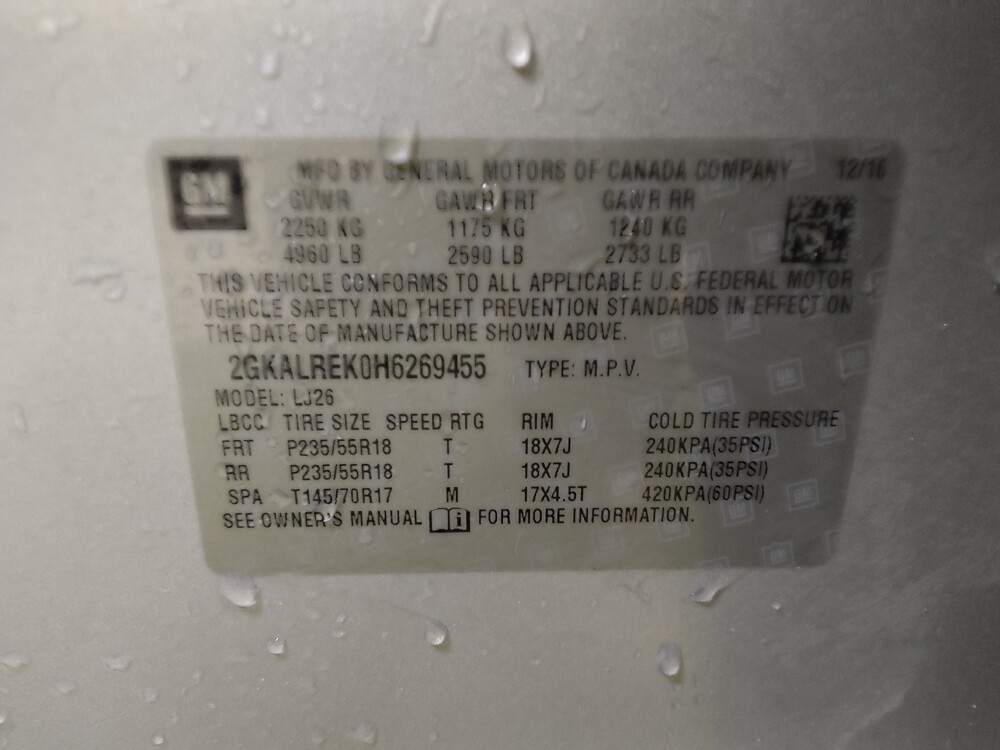 GM MFD BY GENERAL MOTORS OF CANADA COMPANY 12/16
GVWR GAWR FRT GAWR RR
2250 KG 1175 KG 1240 KG
4960 LB 2590 LB 2733 LB
THIS VEHICLE CONFORMS TO ALL APPLICABLE U.S. FEDERAL MOTOR
VEHICLE SAFETY AND THEFT PREVENTION STANDARDS IN EFFECT ON
THE DATE OF MANUFACTURE SHOWN ABOVE.
2GKALREK0H6269455 TYPE: M.P.V.
MODEL: LJ26
LBCC TIRE SIZE SPEED RTG RIM COLD TIRE PRESSURE
FRT P235/55R18 T 18X7J 240KPA(35PSI)
RR P235/55R18 T 18X7J 240KPA(35PSI)
SPA T145/70R17 M 17X4.5T 420KPA(60PSI)
SEE OWNER'S MANUAL i FOR MORE INFORMATION.